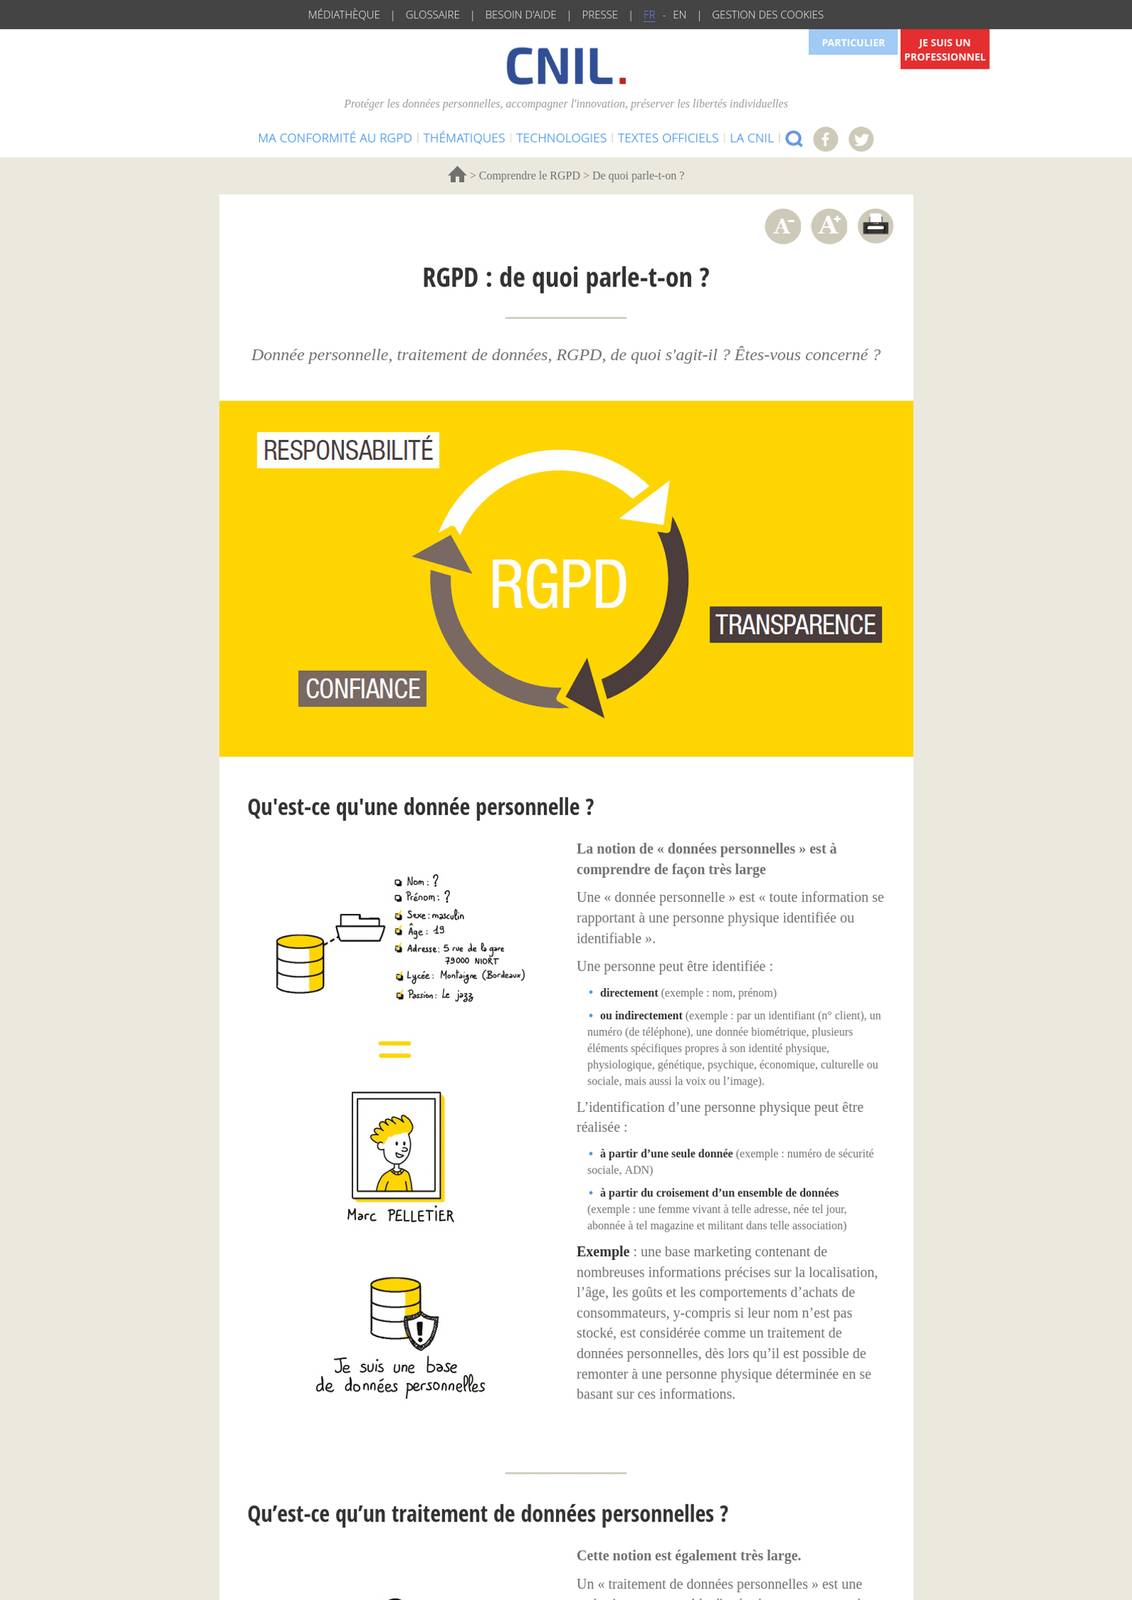 MÉDIATHÈQUE | GLOSSAIRE | BESOIN D'AIDE | PRESSE | FR - EN | GESTION DES COOKIES
PARTICULIER
JE SUIS UN
PROFESSIONNEL
CNIL.
Protéger les données personnelles, accompagner l'innovation, préserver les libertés individuelles
MA CONFORMITÉ AU RGPD | THÉMATIQUES | TECHNOLOGIES | TEXTES OFFICIELS | LA CNIL |
> Comprendre le RGPD > De quoi parle-t-on ?
A- A+
RGPD : de quoi parle-t-on ?
Donnée personnelle, traitement de données, RGPD, de quoi s'agit-il ? Êtes-vous concerné ?
RESPONSABILITÉ
RGPD
TRANSPARENCE
CONFIANCE
Qu'est-ce qu'une donnée personnelle ?
Nom : ?
Prénom : ?
Sexe : masculin
Âge : 19
Adresse : 5 rue de la gare
79000 NIORT
Lycée : Montaigne (Bordeaux)
Passion : Le jazz
=
Marc PELLETIER
Je suis une base
de données personnelles
La notion de « données personnelles » est à
comprendre de façon très large
Une « donnée personnelle » est « toute information se
rapportant à une personne physique identifiée ou
identifiable ».
Une personne peut être identifiée :
• directement (exemple : nom, prénom)
• ou indirectement (exemple : par un identifiant (n° client), un
numéro (de téléphone), une donnée biométrique, plusieurs
éléments spécifiques propres à son identité physique,
physiologique, génétique, psychique, économique, culturelle ou
sociale, mais aussi la voix ou l’image).
L’identification d’une personne physique peut être
réalisée :
• à partir d’une seule donnée (exemple : numéro de sécurité
sociale, ADN)
• à partir du croisement d’un ensemble de données
(exemple : une femme vivant à telle adresse, née tel jour,
abonnée à tel magazine et militant dans telle association)
Exemple : une base marketing contenant de
nombreuses informations précises sur la localisation,
l’âge, les goûts et les comportements d’achats de
consommateurs, y-compris si leur nom n’est pas
stocké, est considérée comme un traitement de
données personnelles, dès lors qu’il est possible de
remonter à une personne physique déterminée en se
basant sur ces informations.
Qu’est-ce qu’un traitement de données personnelles ?
Cette notion est également très large.
Un « traitement de données personnelles » est une